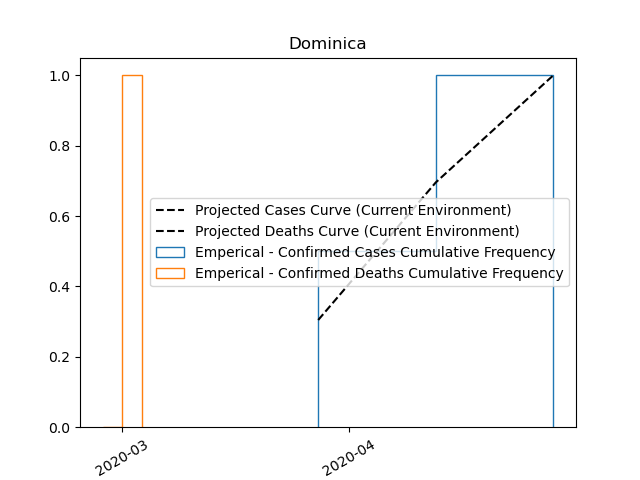 Dominica
1.0
0.8
0.6
0.4
0.2
0.0
Projected Cases Curve (Current Environment)
Projected Deaths Curve (Current Environment)
Emperical - Confirmed Cases Cumulative Frequency
Emperical - Confirmed Deaths Cumulative Frequency
2020-03
2020-04